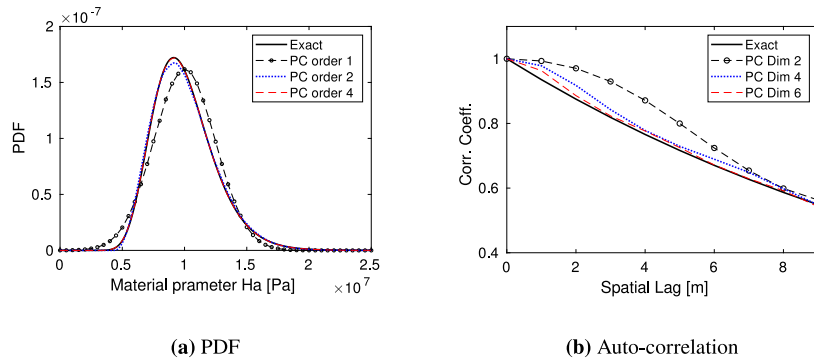 ×10⁻⁷
2
1.5
1
0.5
0
PDF
Exact
PC order 1
PC order 2
PC order 4
0 0.5 1 1.5 2 2.5
Material prameter Ha [Pa] ×10⁷
(a) PDF
1
0.8
0.6
0.4
Corr. Coeff.
Exact
PC Dim 2
PC Dim 4
PC Dim 6
0 2 4 6 8
Spatial Lag [m]
(b) Auto-correlation